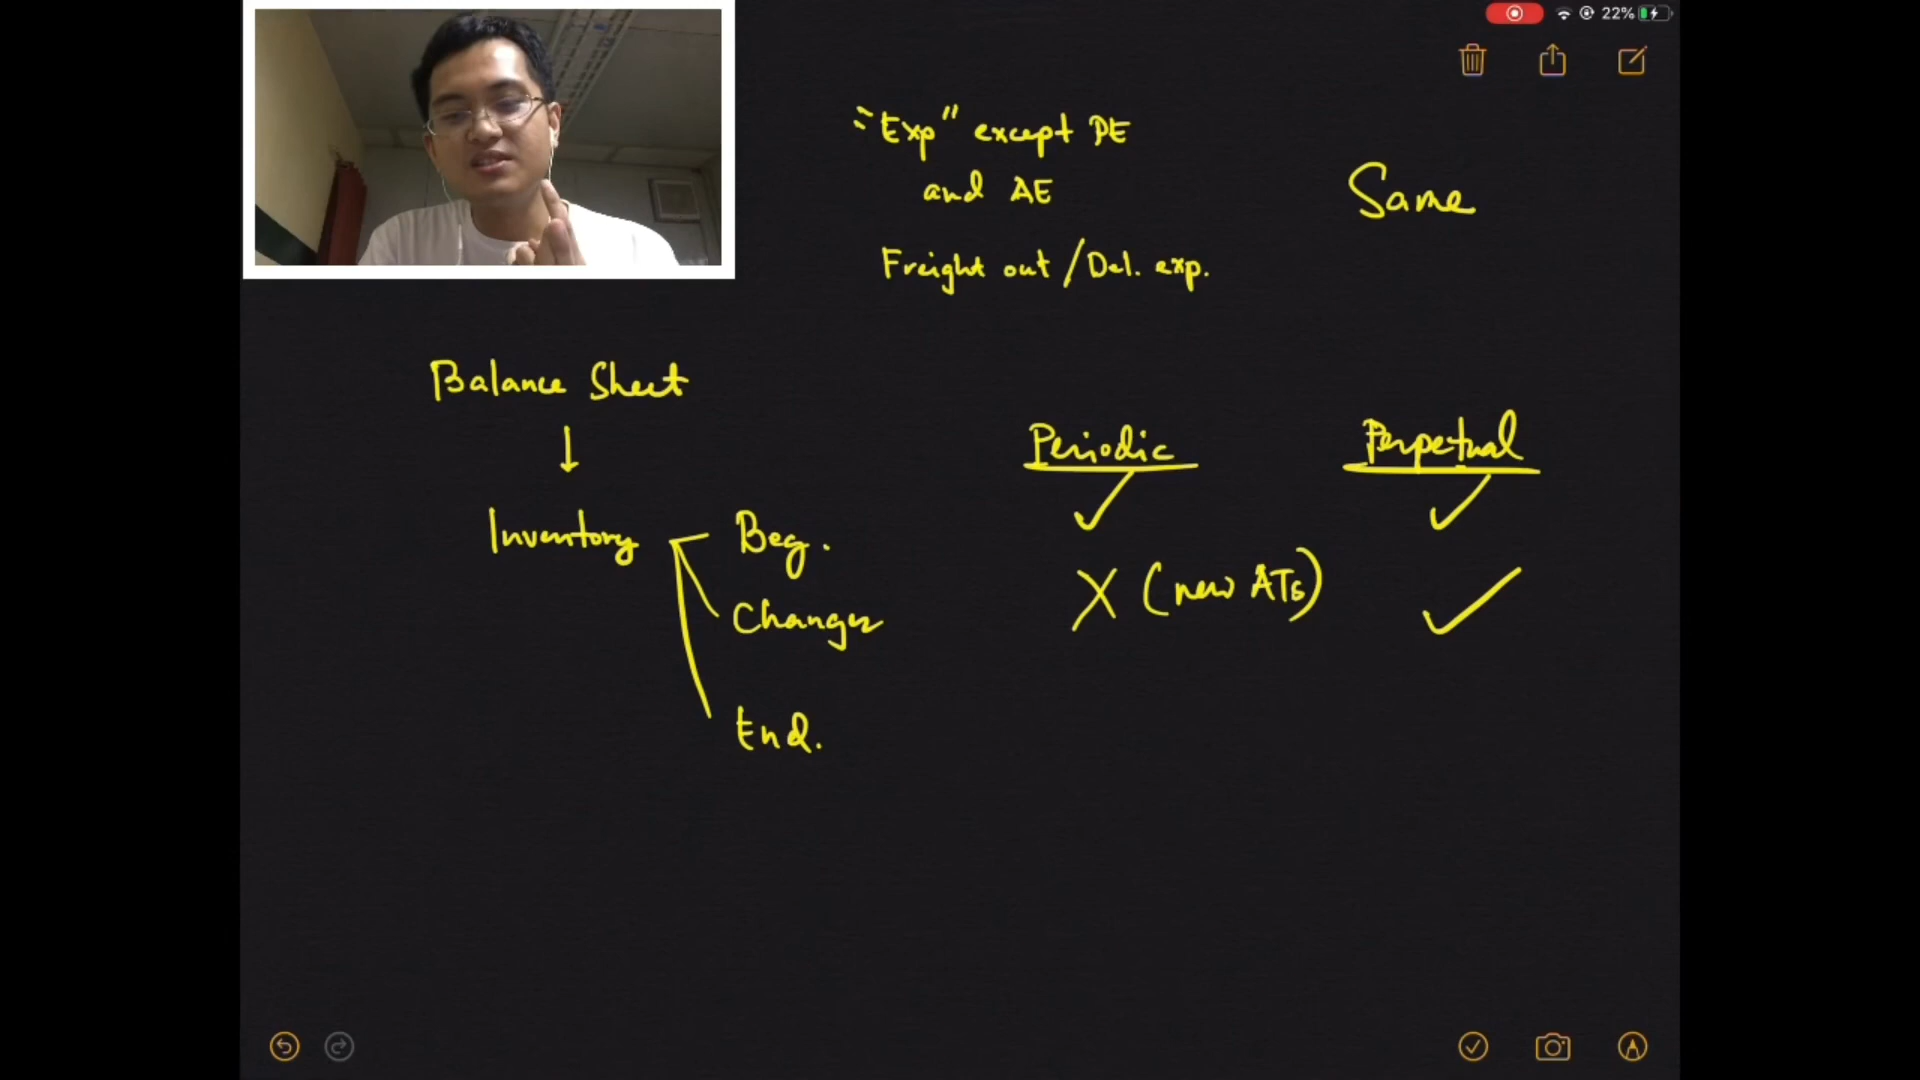 22%
"Exp" except DE
and AE
Same
Freight out / Del. exp.
Balance Sheet
Periodic
Perpetual
Inventory
Beg.
Changes
X (new ATs)
End.